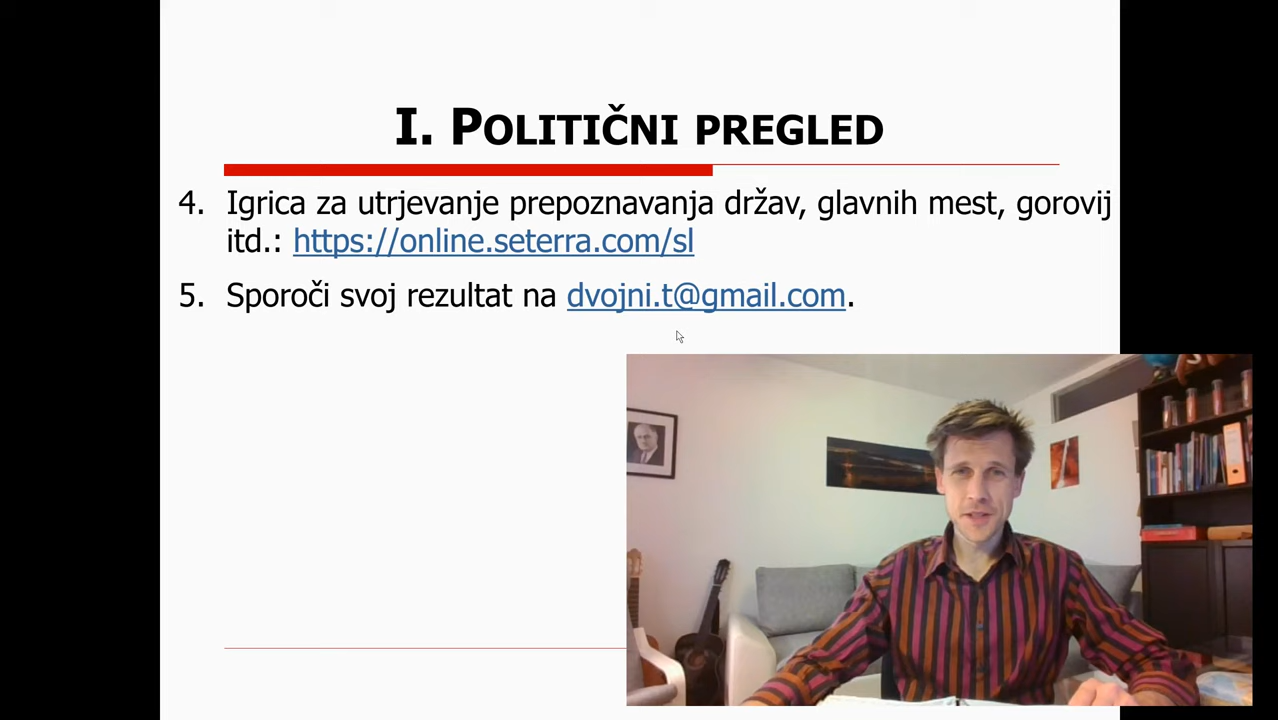 I. POLITIČNI PREGLED
4. Igrica za utrjevanje prepoznavanja držav, glavnih mest, gorovij
itd.: https://online.seterra.com/sl
5. Sporoči svoj rezultat na dvojni.t@gmail.com.